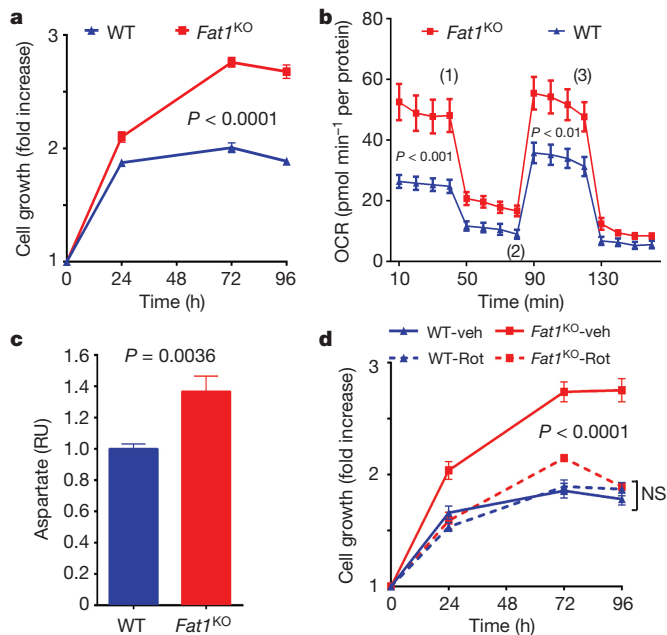 a
WT
Fat1KO
Cell growth (fold increase)
3
2
1
P < 0.0001
0
24
48
72
96
Time (h)
b
Fat1KO
WT
OCR (pmol min–1 per protein)
80
60
40
20
0
(1)
(3)
P < 0.001
P < 0.01
(2)
10
50
90
130
Time (min)
c
P = 0.0036
Aspartate (RU)
1.6
1.4
1.2
1.0
0.8
0.6
0.4
0.2
0
WT
Fat1KO
d
WT-veh
Fat1KO-veh
WT-Rot
Fat1KO-Rot
Cell growth (fold increase)
3
2
1
P < 0.0001
NS
0
24
48
72
96
Time (h)